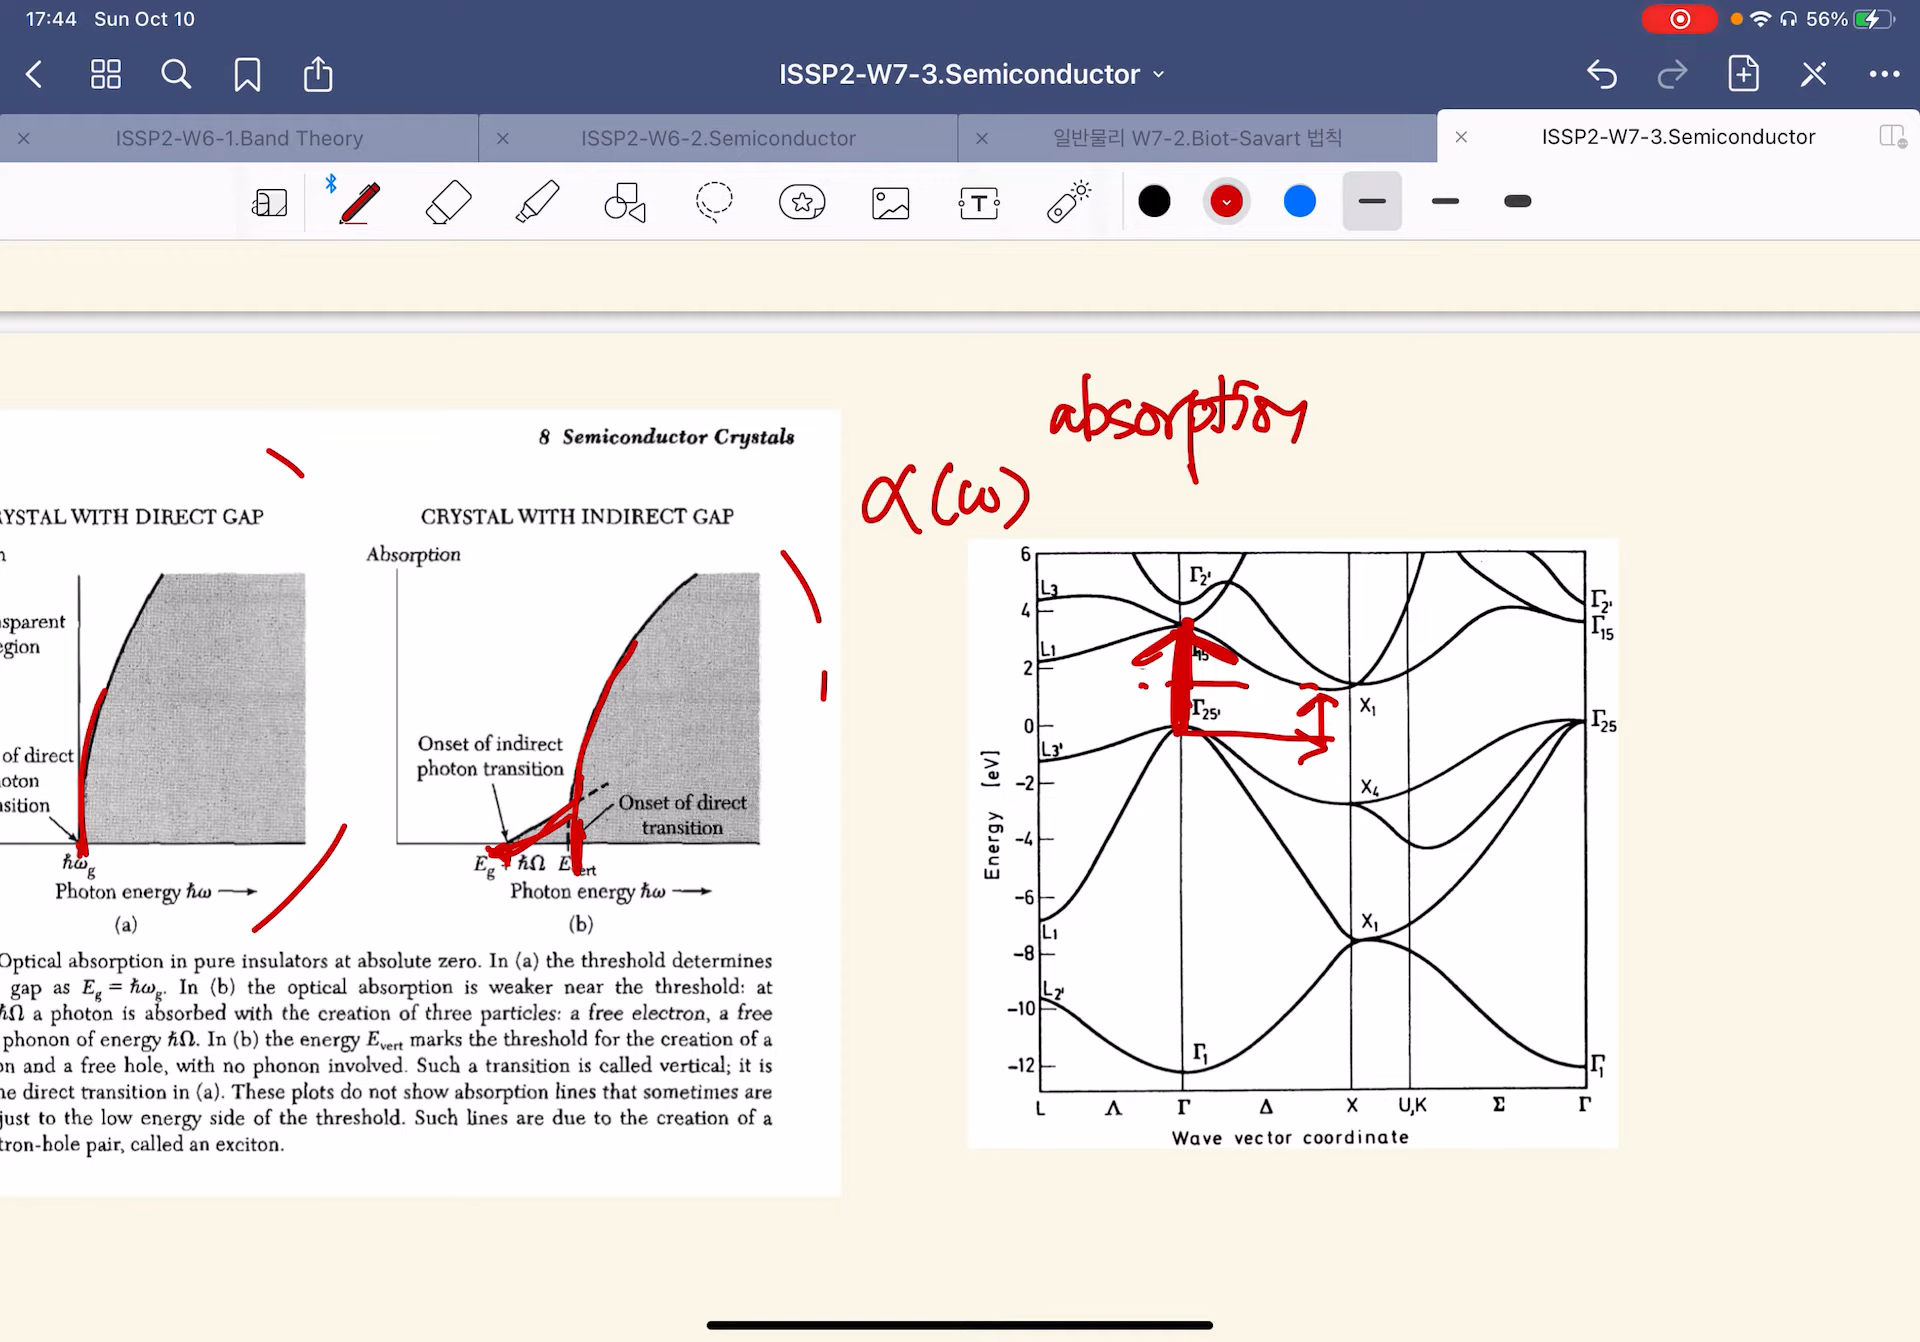 17:44 Sun Oct 10
56%
ISSP2-W7-3.Semiconductor
ISSP2-W6-1.Band Theory
ISSP2-W6-2.Semiconductor
일반물리 W7-2.Biot-Savart 법칙
ISSP2-W7-3.Semiconductor
T
absorption
α(ω)
8 Semiconductor Crystals
RYSTAL WITH DIRECT GAP
CRYSTAL WITH INDIRECT GAP
n
Absorption
nsparent
egion
of direct
oton
nsition
ħωg
Photon energy ħω
(a)
Onset of indirect
photon transition
Onset of direct
transition
Eg + ħΩ Evert
Photon energy ħω
(b)
Optical absorption in pure insulators at absolute zero. In (a) the threshold determines
gap as Eg = ħωg. In (b) the optical absorption is weaker near the threshold: at
ħΩ a photon is absorbed with the creation of three particles: a free electron, a free
phonon of energy ħΩ. In (b) the energy Evert marks the threshold for the creation of a
on and a free hole, with no phonon involved. Such a transition is called vertical; it is
he direct transition in (a). These plots do not show absorption lines that sometimes are
just to the low energy side of the threshold. Such lines are due to the creation of a
tron-hole pair, called an exciton.
6
4
2
0
-2
-4
-6
-8
-10
-12
Energy [eV]
L3
L1
L3'
L1
L2'
Γ2'
Γ15
Γ25'
Γ1
X1
X4
X1
Γ2'
Γ15
Γ25
Γ1
L Λ Γ Δ X U,K Σ Γ
Wave vector coordinate